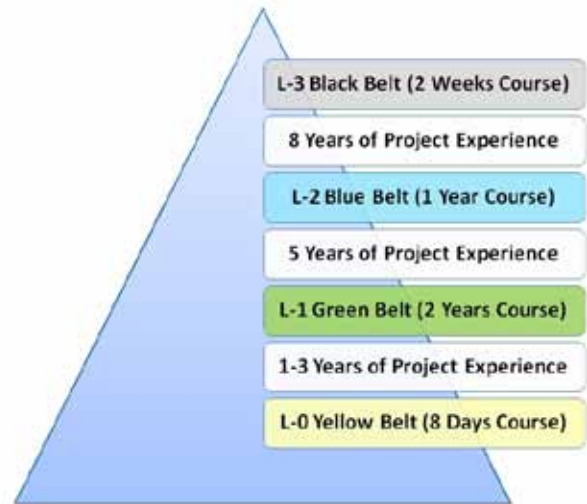 L-3 Black Belt (2 Weeks Course)
8 Years of Project Experience
L-2 Blue Belt (1 Year Course)
5 Years of Project Experience
L-1 Green Belt (2 Years Course)
1-3 Years of Project Experience
L-0 Yellow Belt (8 Days Course)